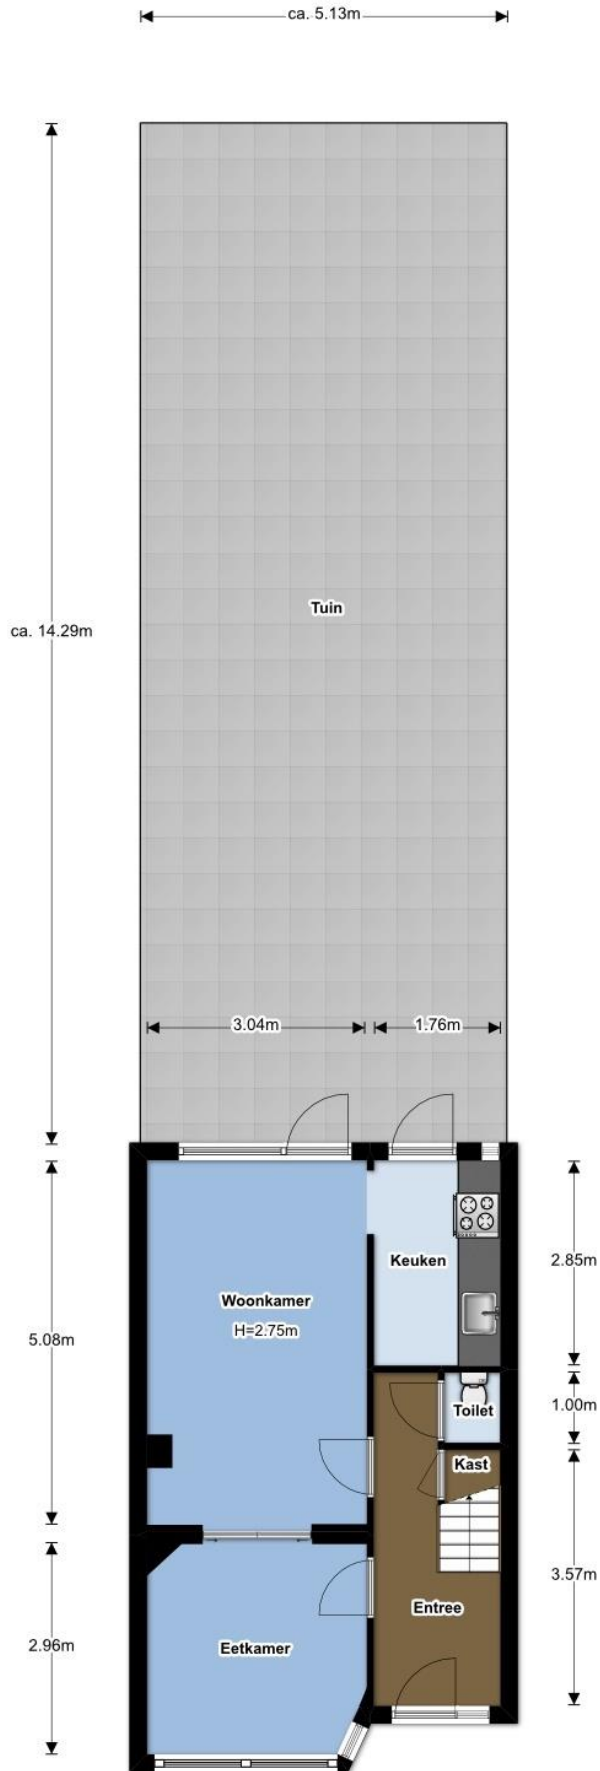 ca. 5.13m
ca. 14.29m
Tuin
3.04m
1.76m
Keuken
2.85m
Woonkamer
H=2.75m
5.08m
Toilet
1.00m
Kast
3.57m
Entree
Eetkamer
2.96m